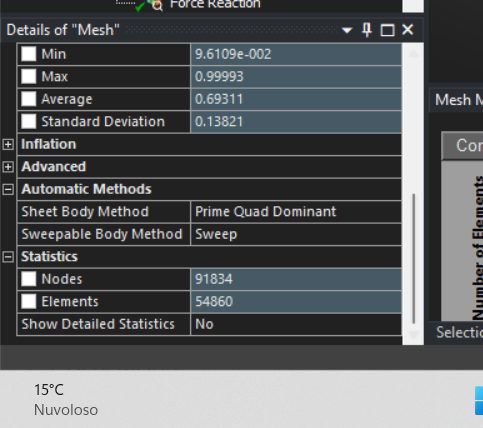 Force Reaction
Details of "Mesh"
Min 9.6109e-002
Max 0.99993
Average 0.69311
Standard Deviation 0.13821
Inflation
Advanced
Automatic Methods
Sheet Body Method Prime Quad Dominant
Sweepable Body Method Sweep
Statistics
Nodes 91834
Elements 54860
Show Detailed Statistics No
Mesh M
Con
Number of Elements
Selectio
15°C
Nuvoloso